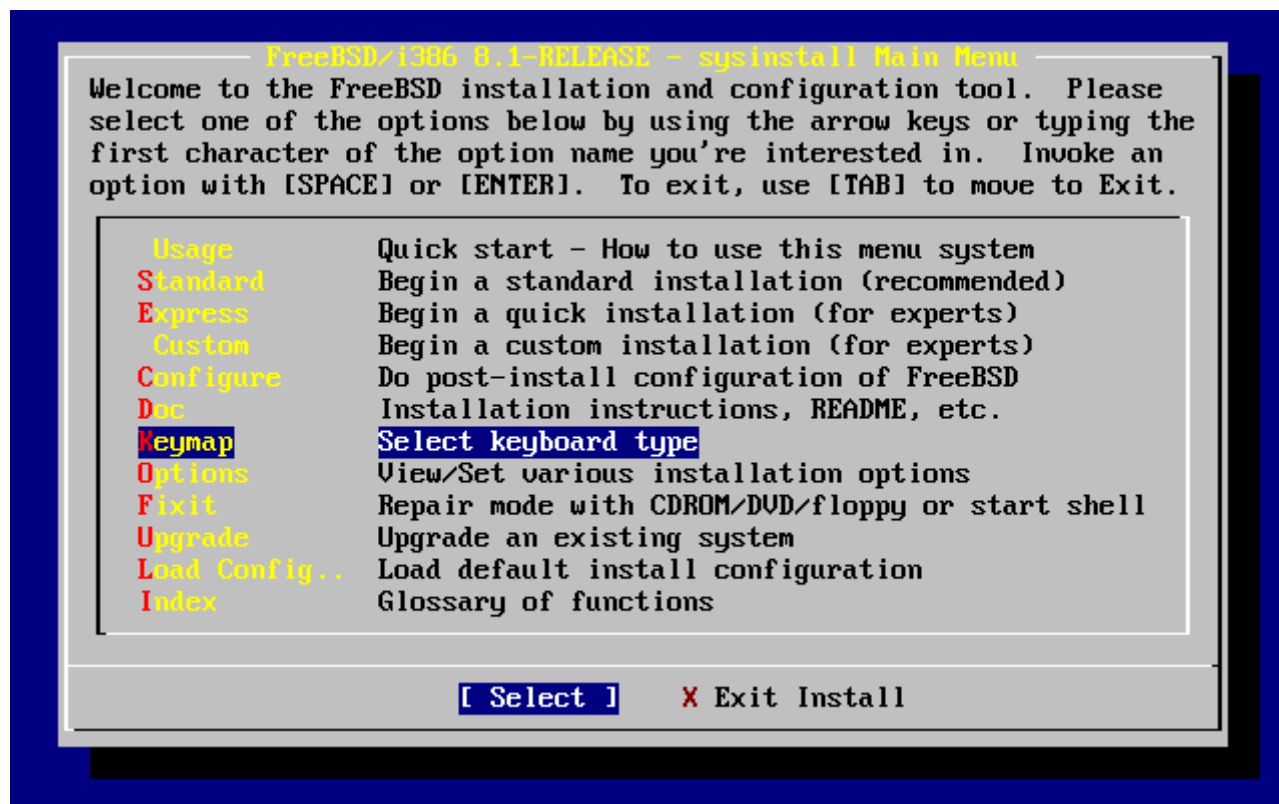 FreeBSD/i386 8.1-RELEASE - sysinstall Main Menu
Welcome to the FreeBSD installation and configuration tool.  Please
select one of the options below by using the arrow keys or typing the
first character of the option name you're interested in.  Invoke an
option with [SPACE] or [ENTER].  To exit, use [TAB] to move to Exit.
Usage Quick start - How to use this menu system
Standard Begin a standard installation (recommended)
Express Begin a quick installation (for experts)
Custom Begin a custom installation (for experts)
Configure Do post-install configuration of FreeBSD
Doc Installation instructions, README, etc.
Keymap Select keyboard type
Options View/Set various installation options
Fixit Repair mode with CDROM/DVD/floppy or start shell
Upgrade Upgrade an existing system
Load Config.. Load default install configuration
Index Glossary of functions
[ Select ] X Exit Install